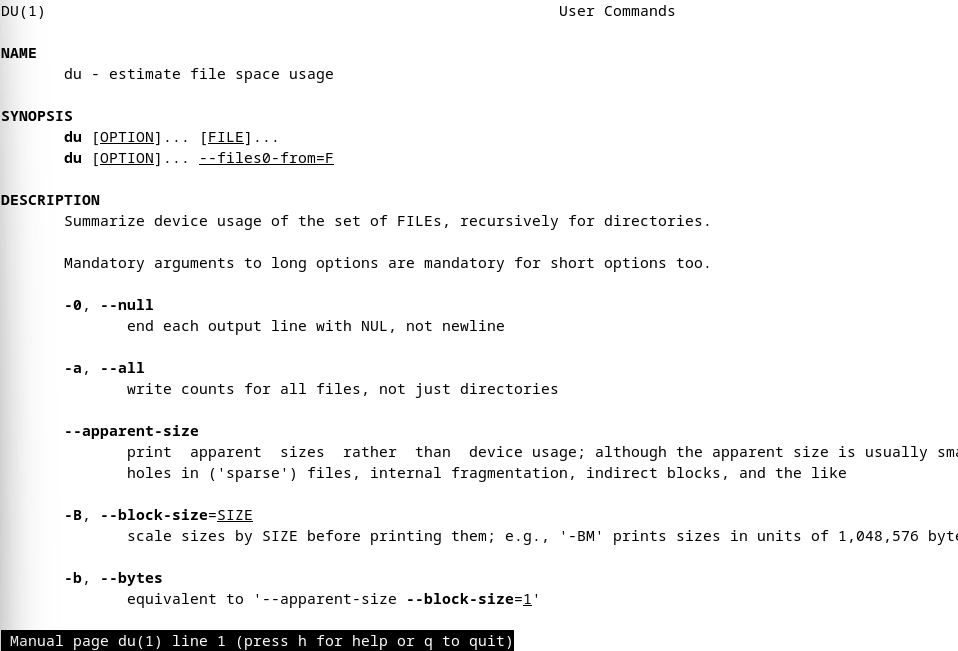 DU(1) User Commands
NAME
du - estimate file space usage
SYNOPSIS
du [OPTION]... [FILE]...
du [OPTION]... --files0-from=F
DESCRIPTION
Summarize device usage of the set of FILEs, recursively for directories.
Mandatory arguments to long options are mandatory for short options too.
-0, --null
end each output line with NUL, not newline
-a, --all
write counts for all files, not just directories
--apparent-size
print apparent sizes rather than device usage; although the apparent size is usually
holes in ('sparse') files, internal fragmentation, indirect blocks, and the like
-B, --block-size=SIZE
scale sizes by SIZE before printing them; e.g., '-BM' prints sizes in units of 1,048,576
-b, --bytes
equivalent to '--apparent-size --block-size=1'
Manual page du(1) line 1 (press h for help or q to quit)